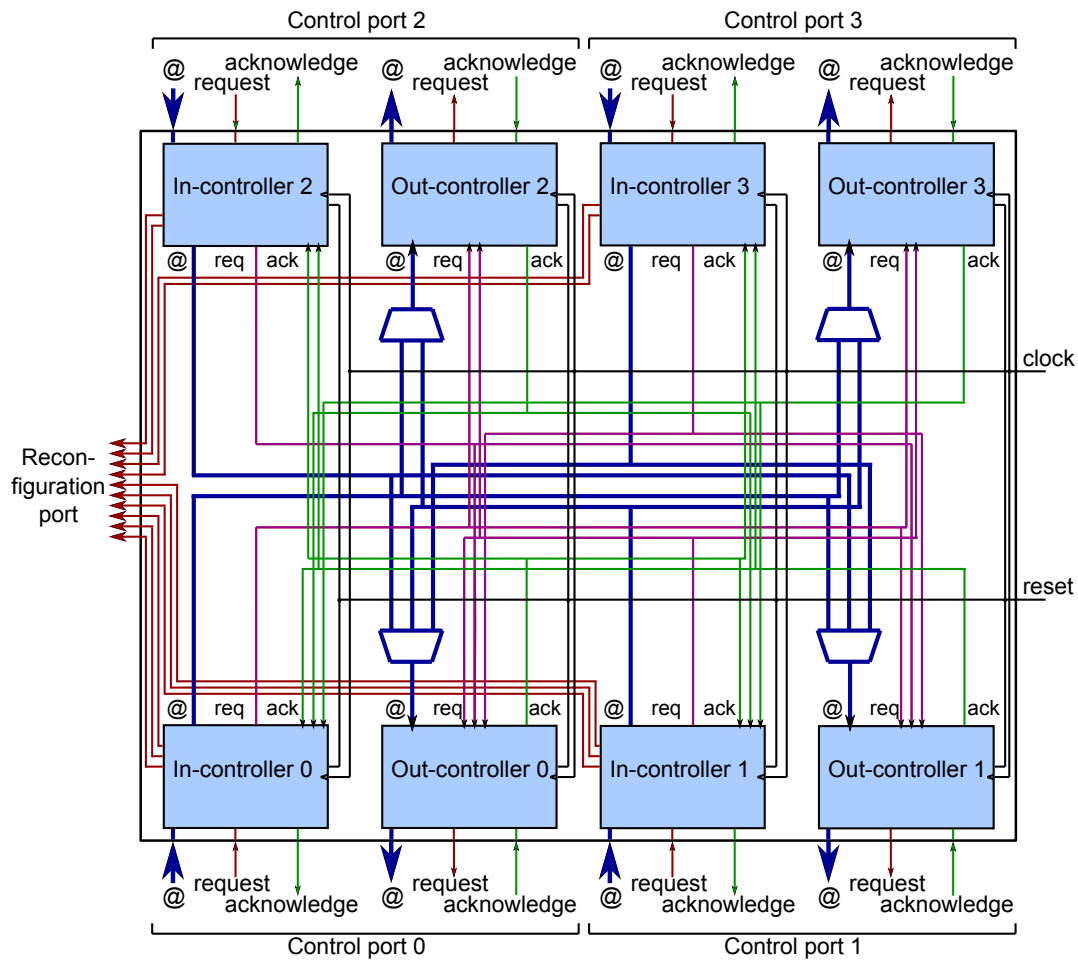 Control port 2
Control port 3
@ request acknowledge
@ request acknowledge
@ request acknowledge
@ request acknowledge
In-controller 2
Out-controller 2
In-controller 3
Out-controller 3
@ req ack
@ req ack
@ req ack
@ req ack
clock
Recon-
figuration
port
reset
@ req ack
@ req ack
@ req ack
@ req ack
In-controller 0
Out-controller 0
In-controller 1
Out-controller 1
@ request acknowledge
@ request acknowledge
@ request acknowledge
@ request acknowledge
Control port 0
Control port 1